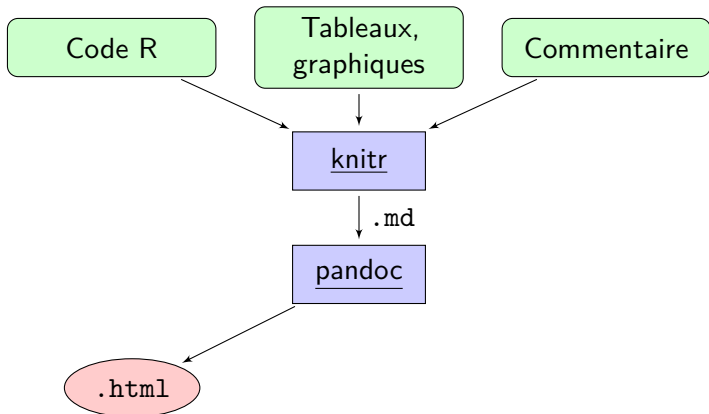 Code R
Tableaux,
graphiques
Commentaire
knitr
.md
pandoc
.html